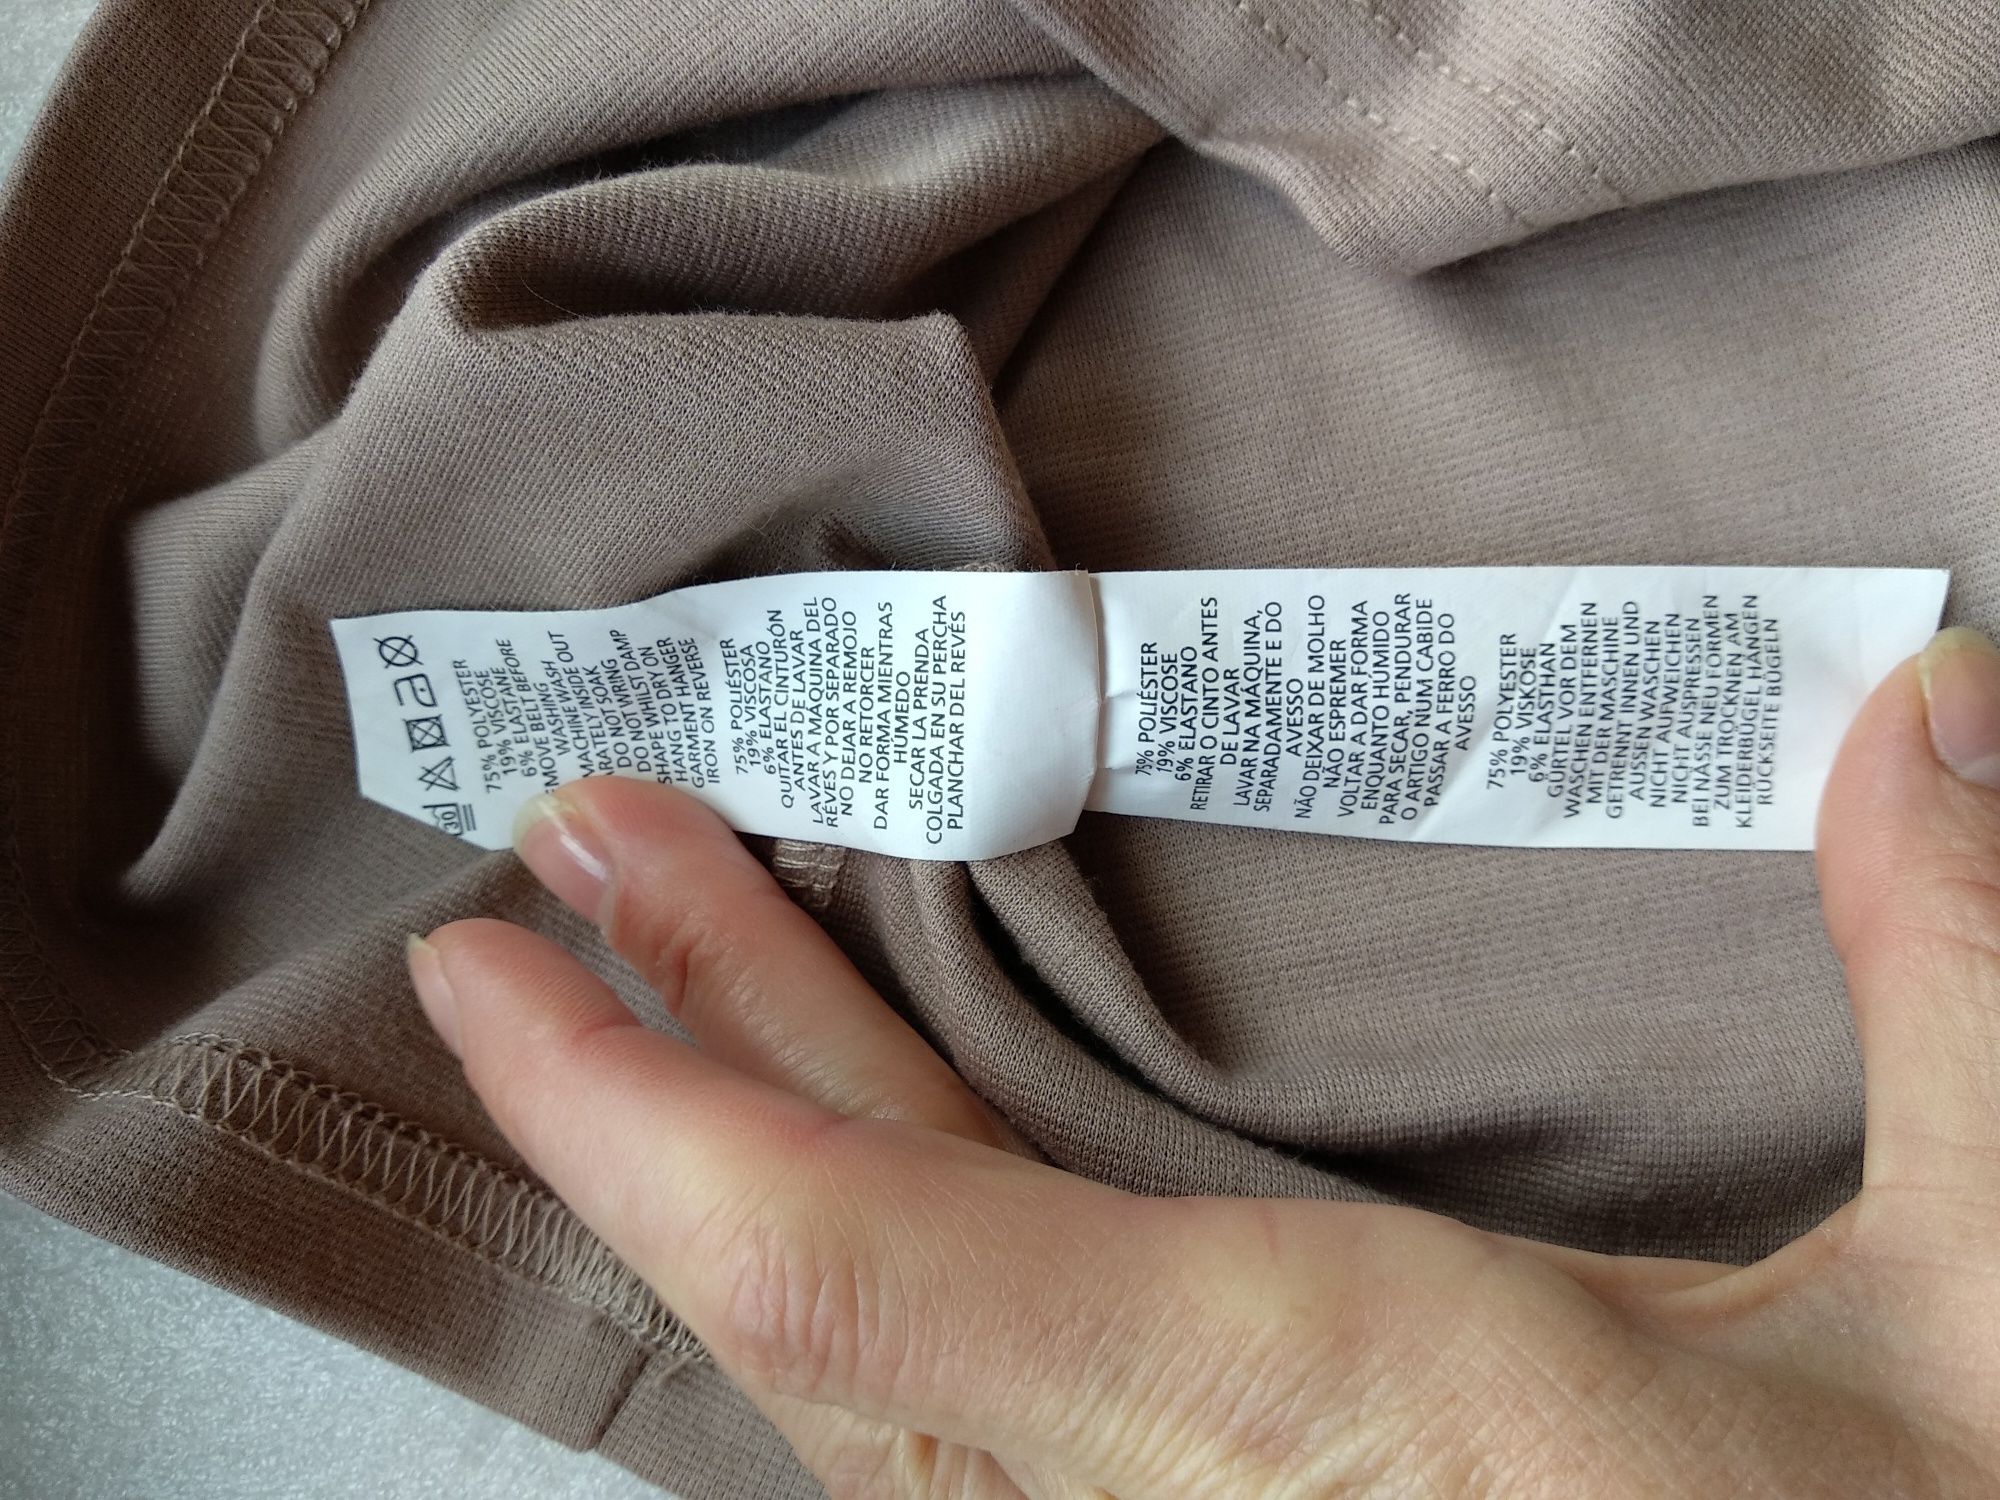 30
75% POLYESTER
19% VISCOSE
6% ELASTANE
REMOVE BELT BEFORE
WASHING WASH
MACHINE INSIDE OUT
DO NOT SOAK
DO NOT WRING
SHAPE WHILST DAMP
HANG TO DRY ON
GARMENT HANGER
IRON ON REVERSE
75% POLIÉSTER
19% VISCOSA
6% ELASTANO
QUITAR EL CINTURÓN
ANTES DE LAVAR
LAVAR A MÁQUINA DEL
REVÉS Y POR SEPARADO
NO DEJAR A REMOJO
NO RETORCER
DAR FORMA MIENTRAS
HÚMEDO
SECAR LA PRENDA
COLGADA EN SU PERCHA
PLANCHAR DEL REVÉS
75% POLIÉSTER
19% VISCOSE
6% ELASTANO
RETIRAR O CINTO ANTES
DE LAVAR
LAVAR NA MÁQUINA,
SEPARADAMENTE E DO
AVESSO
NÃO DEIXAR DE MOLHO
NÃO ESPREMER
VOLTAR A DAR FORMA
ENQUANTO HÚMIDO
PARA SECAR, PENDURAR
O ARTIGO NUM CABIDE
PASSAR A FERRO DO
AVESSO
75% POLYESTER
19% VISKOSE
6% ELASTHAN
GÜRTEL VOR DEM
WASCHEN ENTFERNEN
MIT DER MASCHINE
GETRENNT INNEN UND
AUSSEN WASCHEN
NICHT AUFWEICHEN
NICHT AUSPRESSEN
BEI NÄSSE NEU FORMEN
ZUM TROCKNEN AM
KLEIDERBÜGEL HÄNGEN
RÜCKSEITE BÜGELN